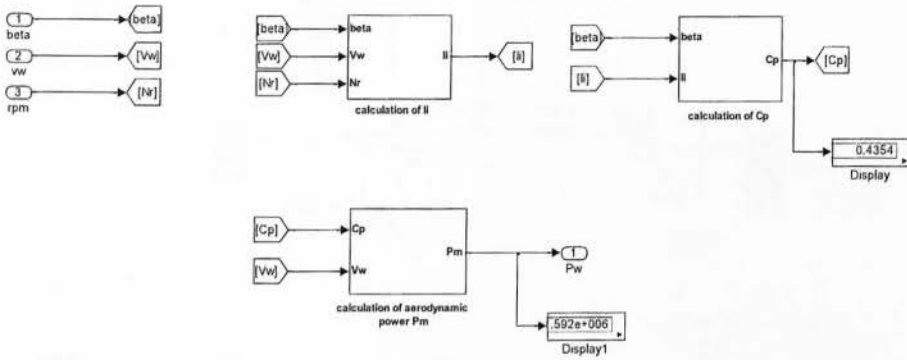 1
beta
[beta]
2
vw
[Vw]
3
rpm
[Nr]
[beta]
beta
[Vw]
Vw
[Nr]
Nr
li
[li]
calculation of li
[beta]
beta
[li]
li
Cp
[Cp]
calculation of Cp
0.4354
Display
[Cp]
Cp
[Vw]
Vw
Pm
1
Pw
calculation of aerodynamic
power Pm
.592e+006
Display1